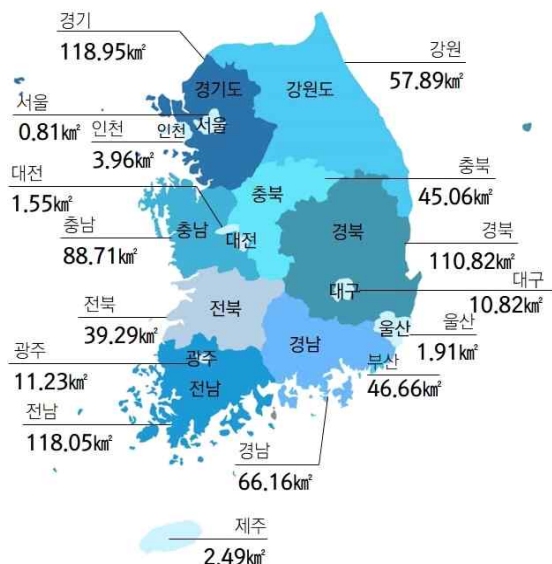 경기
118.95㎢
강원
57.89㎢
경기도
강원도
서울
0.81㎢
서울
인천
3.96㎢
인천
대전
1.55㎢
충북
충북
45.06㎢
충남
88.71㎢
충남
대전
경북
경북
110.82㎢
대구
대구
10.82㎢
전북
39.29㎢
전북
울산
울산
1.91㎢
경남
부산
46.66㎢
광주
11.23㎢
광주
전남
전남
118.05㎢
경남
66.16㎢
제주
2.49㎢